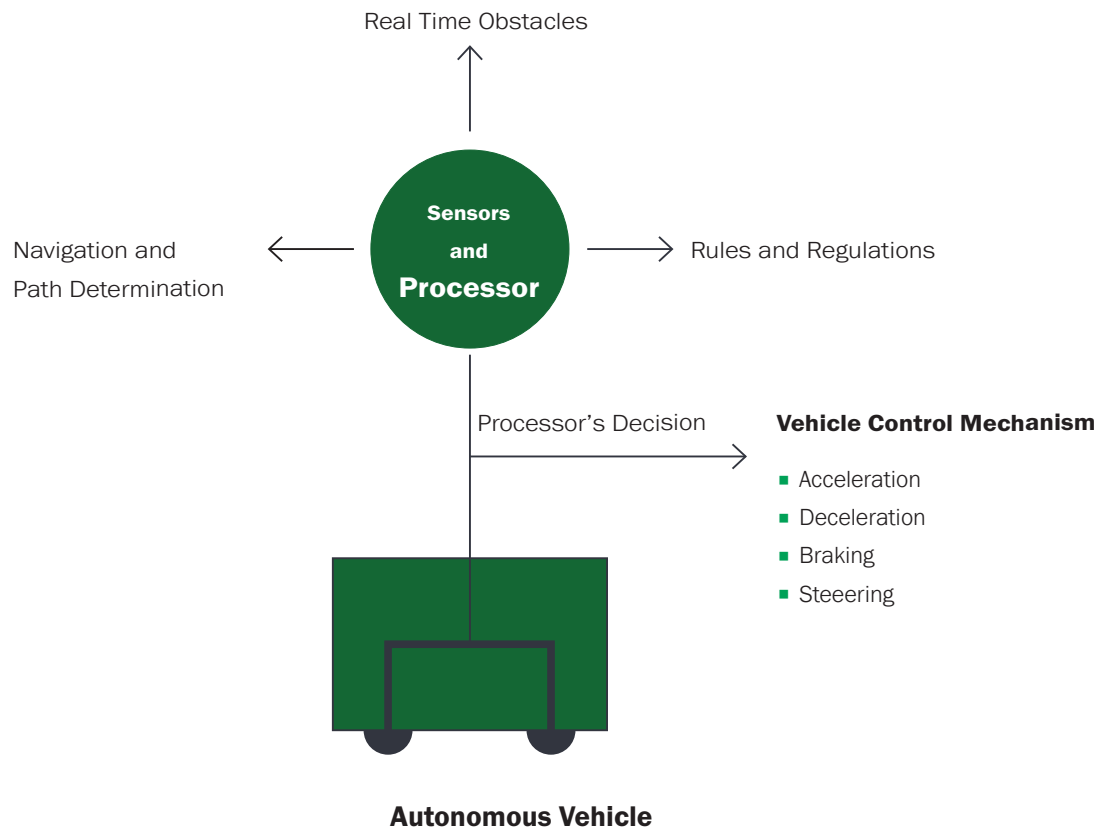 Real Time Obstacles
Sensors
and
Processor
Navigation and
Path Determination
Rules and Regulations
Processor’s Decision
Vehicle Control Mechanism
Acceleration
Deceleration
Braking
Steeering
Autonomous Vehicle